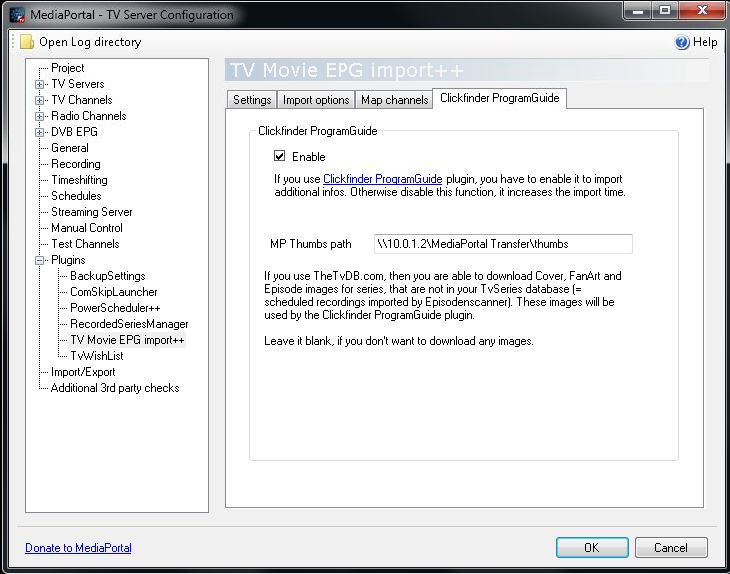 MediaPortal - TV Server Configuration
Open Log directory
Help
Project
TV Servers
TV Channels
Radio Channels
DVB EPG
General
Recording
Timeshifting
Schedules
Streaming Server
Manual Control
Test Channels
Plugins
BackupSettings
ComSkipLauncher
PowerScheduler++
RecordedSeriesManager
TV Movie EPG import++
TvWishList
Import/Export
Additional 3rd party checks
TV Movie EPG import++
Settings
Import options
Map channels
Clickfinder ProgramGuide
Clickfinder ProgramGuide
Enable
If you use Clickfinder ProgramGuide plugin, you have to enable it to import
additional infos. Otherwise disable this function, it increases the import time.
MP Thumbs path
\\10.0.1.2\MediaPortal Transfer\thumbs
If you use TheTvDB.com, then you are able to download Cover, FanArt and
Episode images for series, that are not in your TvSeries database (=
scheduled recordings imported by Episodenscanner). These images will be
used by the Clickfinder ProgramGuide plugin.
Leave it blank, if you don't want to download any images.
Donate to MediaPortal
OK
Cancel